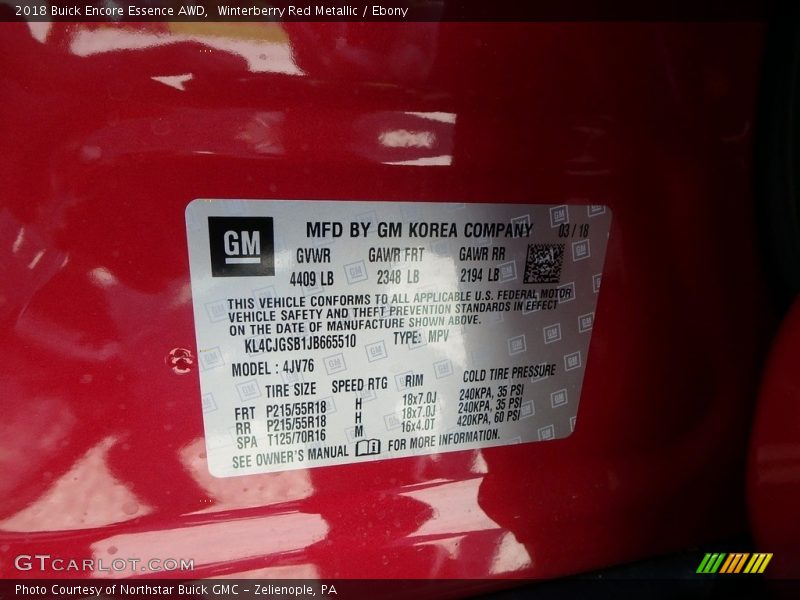 2018 Buick Encore Essence AWD,  Winterberry Red Metallic / Ebony
GM MFD BY GM KOREA COMPANY 03 / 18
GVWR GAWR FRT GAWR RR
4409 LB 2348 LB 2194 LB
THIS VEHICLE CONFORMS TO ALL APPLICABLE U.S. FEDERAL MOTOR
VEHICLE SAFETY AND THEFT PREVENTION STANDARDS IN EFFECT
ON THE DATE OF MANUFACTURE SHOWN ABOVE.
KL4CJGSB1JB665510 TYPE: MPV
MODEL : 4JV76
TIRE SIZE SPEED RTG RIM COLD TIRE PRESSURE
FRT P215/55R18 H 18x7.0J 240KPA, 35 PSI
RR P215/55R18 H 18x7.0J 240KPA, 35 PSI
SPA T125/70R16 M 16x4.0T 420KPA, 60 PSI
SEE OWNER'S MANUAL FOR MORE INFORMATION.
GTCARLOT.COM
Photo Courtesy of Northstar Buick GMC - Zelienople, PA